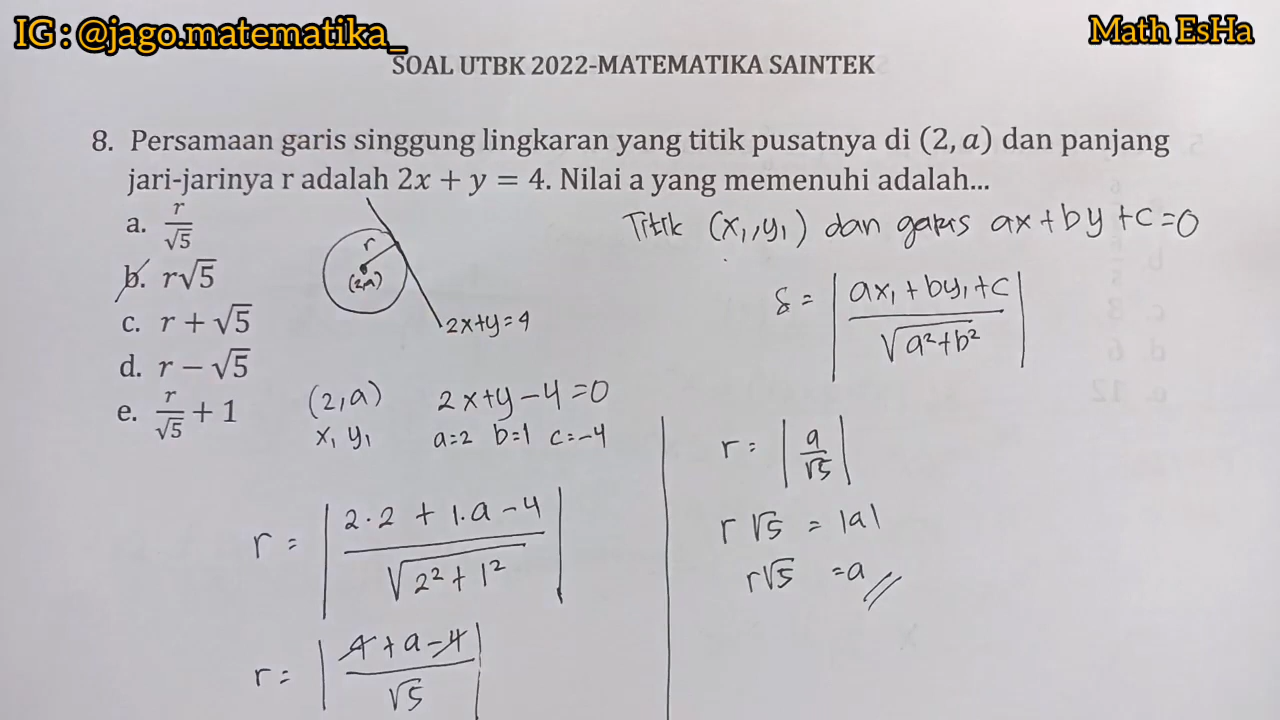 IG : @jago.matematika_
Math EsHa
SOAL UTBK 2022-MATEMATIKA SAINTEK
8. Persamaan garis singgung lingkaran yang titik pusatnya di (2, a) dan panjang
jari-jarinya r adalah 2x + y = 4. Nilai a yang memenuhi adalah...
a. r/√5
b. r√5
c. r + √5
d. r − √5
e. r/√5 + 1
r
(2,a)
2x+y=4
Titik (x₁,y₁) dan garis ax+by+c=0
δ = |(ax₁+by₁+c)/√(a²+b²)|
(2,a) 2x+y−4=0
x₁ y₁ a=2 b=1 c=−4
r = |(2·2 + 1·a −4)/√(2²+1²)|
r = |(4+a−4)/√5|
r = |a/√5|
r√5 = |a|
r√5 = a